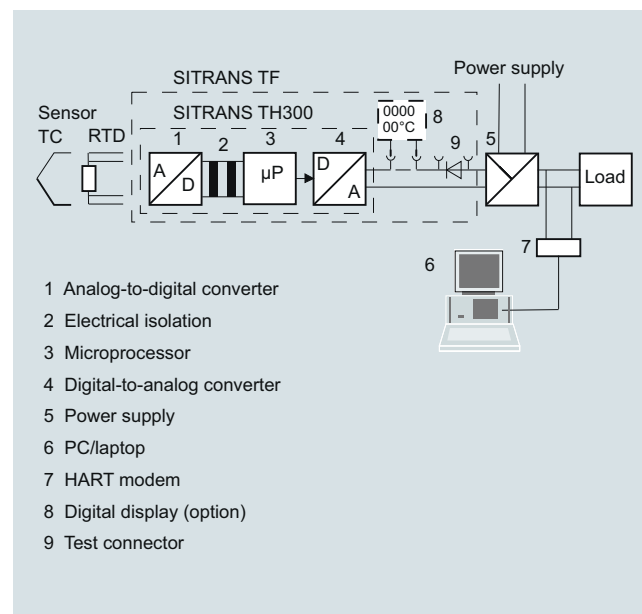 SITRANS TF
Power supply
Sensor
SITRANS TH300
0000
00°C
8
TC RTD
1 2 3 4
9 5
A
D
µP
D
A
Load
7
6
1 Analog-to-digital converter
2 Electrical isolation
3 Microprocessor
4 Digital-to-analog converter
5 Power supply
6 PC/laptop
7 HART modem
8 Digital display (option)
9 Test connector